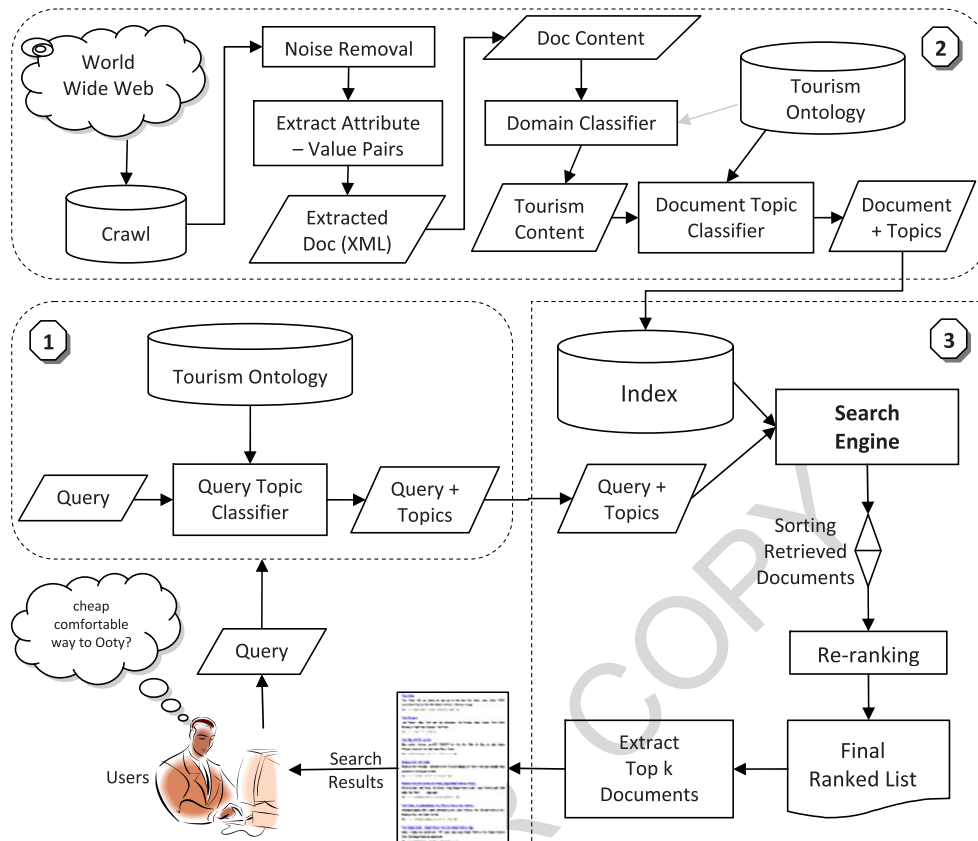 World
Wide Web
Crawl
Noise Removal
Extract Attribute
– Value Pairs
Extracted
Doc (XML)
Doc Content
Domain Classifier
Tourism
Content
Tourism
Ontology
2
Document Topic
Classifier
Document
+ Topics
1
Tourism Ontology
Query
Query Topic
Classifier
Query +
Topics
3
Index
Query +
Topics
Search
Engine
Sorting
Retrieved
Documents
Re-ranking
Final
Ranked List
Extract
Top k
Documents
Search
Results
Users
cheap
comfortable
way to Ooty?
Query
R COPY